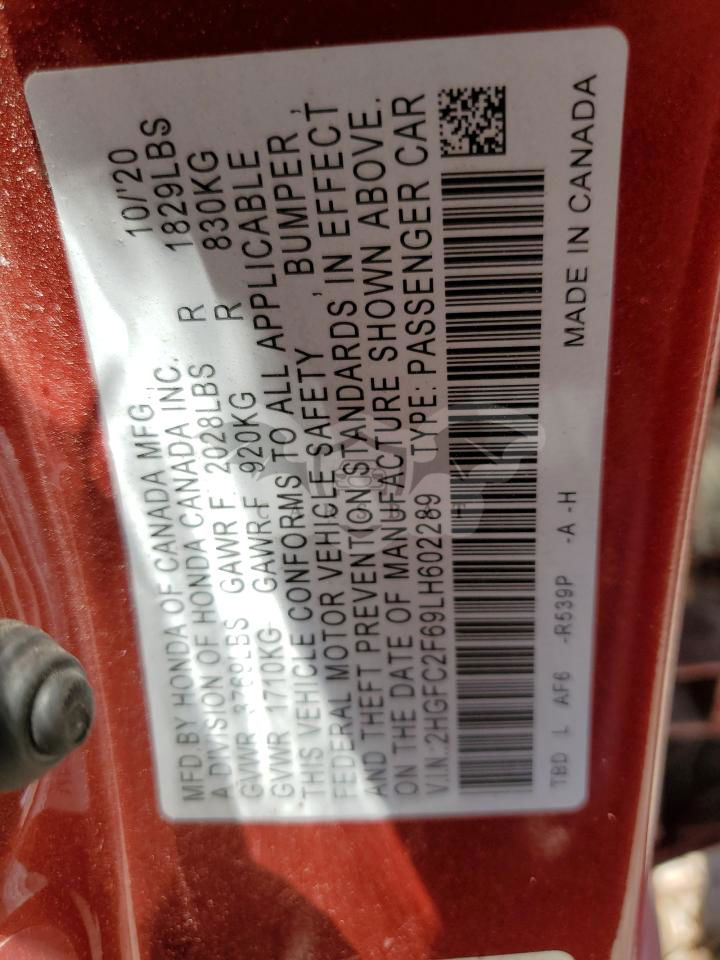 MFD.BY HONDA OF CANADA MFG. 10/'20
A DIVISION OF HONDA CANADA INC.
GVWR 3769LBS GAWR F 2028LBS R 1829LBS
GVWR 1710KG GAWR F 920KG R 830KG
THIS VEHICLE CONFORMS TO ALL APPLICABLE
FEDERAL MOTOR VEHICLE SAFETY, BUMPER,
AND THEFT PREVENTION STANDARDS IN EFFECT
ON THE DATE OF MANUFACTURE SHOWN ABOVE.
V.I.N.:2HGFC2F69LH602289 TYPE: PASSENGER CAR
TBD L AF6 -R539P -A -H
MADE IN CANADA